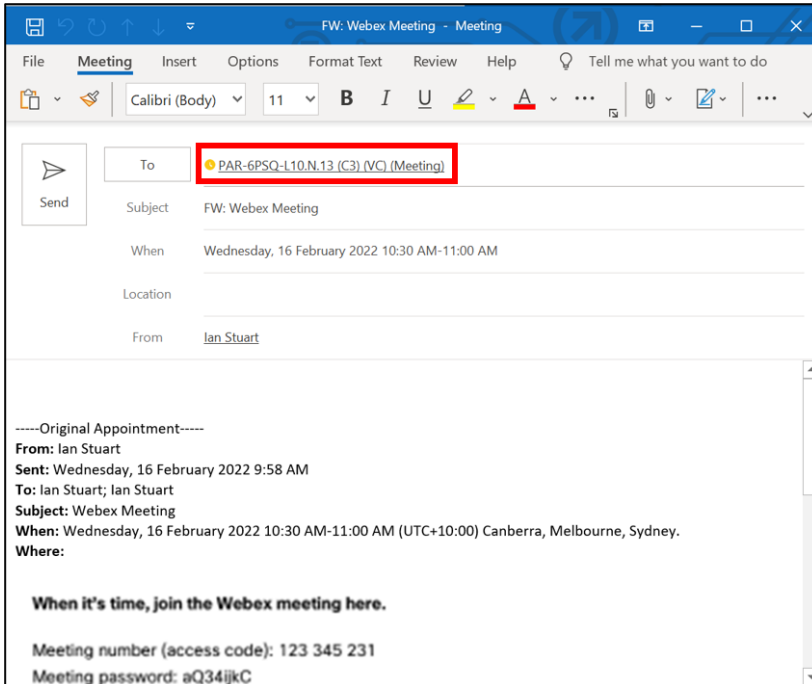 FW: Webex Meeting - Meeting
File Meeting Insert Options Format Text Review Help Tell me what you want to do
Calibri (Body) 11 B I U A
To PAR-6PSQ-L10.N.13 (C3) (VC) (Meeting)
Send
Subject FW: Webex Meeting
When Wednesday, 16 February 2022 10:30 AM-11:00 AM
Location
From Ian Stuart
-----Original Appointment-----
From: Ian Stuart
Sent: Wednesday, 16 February 2022 9:58 AM
To: Ian Stuart; Ian Stuart
Subject: Webex Meeting
When: Wednesday, 16 February 2022 10:30 AM-11:00 AM (UTC+10:00) Canberra, Melbourne, Sydney.
Where:
When it's time, join the Webex meeting here.
Meeting number (access code): 123 345 231
Meeting password: aQ34ijkC